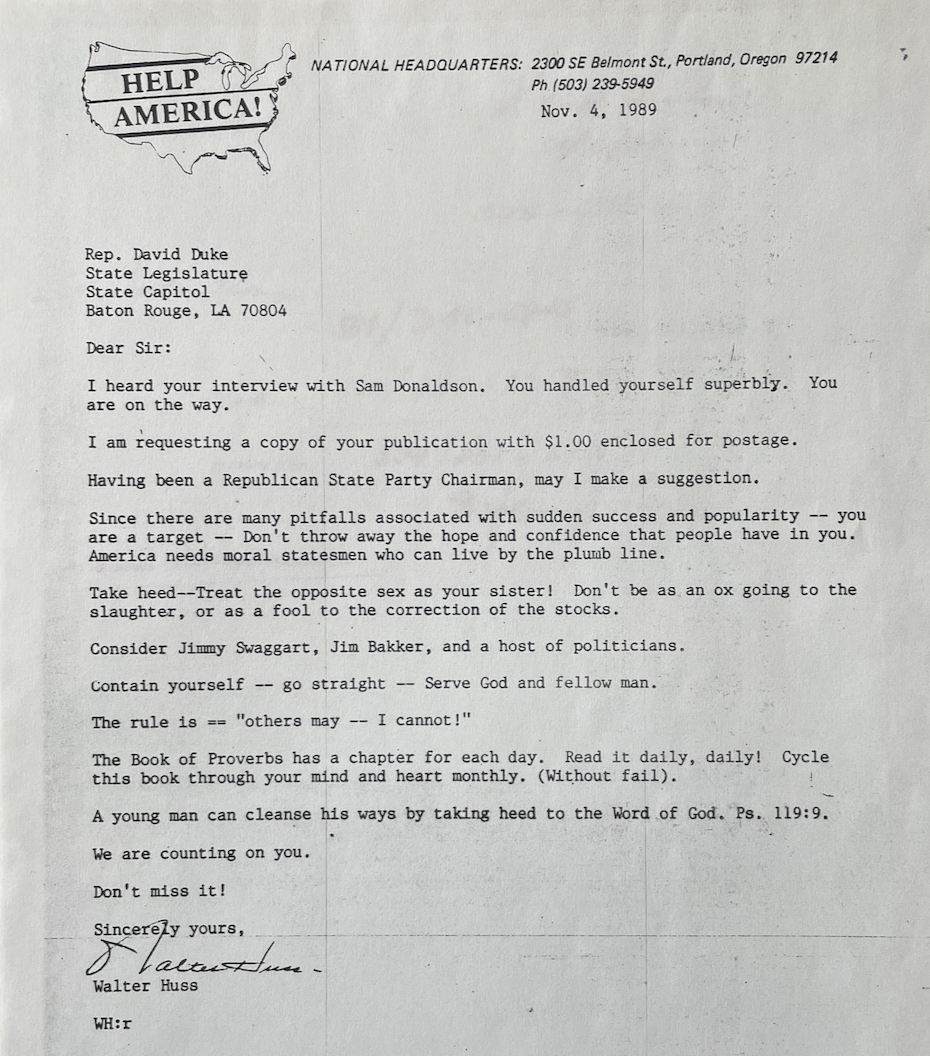 HELP
AMERICA!
NATIONAL HEADQUARTERS: 2300 SE Belmont St., Portland, Oregon 97214
Ph (503) 239-5949
Nov. 4, 1989
Rep. David Duke
State Legislature
State Capitol
Baton Rouge, LA 70804
Dear Sir:
I heard your interview with Sam Donaldson. You handled yourself superbly. You
are on the way.
I am requesting a copy of your publication with $1.00 enclosed for postage.
Having been a Republican State Party Chairman, may I make a suggestion.
Since there are many pitfalls associated with sudden success and popularity -- you
are a target -- Don't throw away the hope and confidence that people have in you.
America needs moral statesmen who can live by the plumb line.
Take heed--Treat the opposite sex as your sister! Don't be as an ox going to the
slaughter, or as a fool to the correction of the stocks.
Consider Jimmy Swaggart, Jim Bakker, and a host of politicians.
Contain yourself -- go straight -- Serve God and fellow man.
The rule is == "others may -- I cannot!"
The Book of Proverbs has a chapter for each day. Read it daily, daily! Cycle
this book through your mind and heart monthly. (Without fail).
A young man can cleanse his ways by taking heed to the Word of God. Ps. 119:9.
We are counting on you.
Don't miss it!
Sincerely yours,
Walter Huss
Walter Huss
WH:r